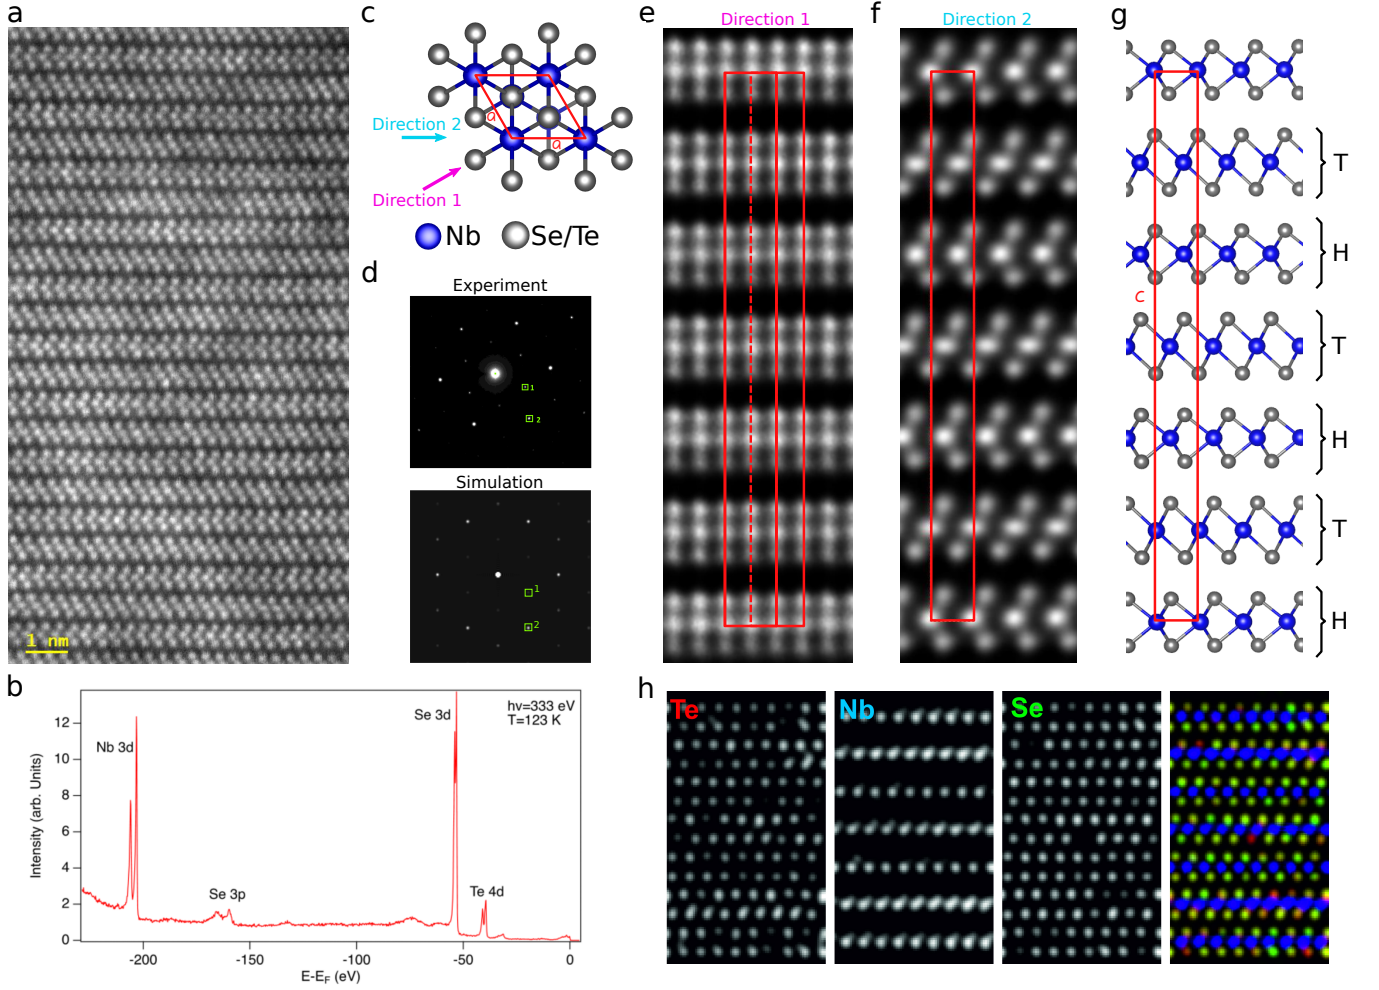 a
1 nm
b
Intensity (arb. Units)
12
10
8
6
4
2
0
Nb 3d
Se 3p
Se 3d
Te 4d
hν=333 eV
T=123 K
-200
-150
-100
-50
0
E-EF (eV)
c
Direction 2
Direction 1
a
a
Nb
Se/Te
d
Experiment
1
2
Simulation
1
2
e
Direction 1
f
Direction 2
g
c
T
H
T
H
T
H
h
Te
Nb
Se